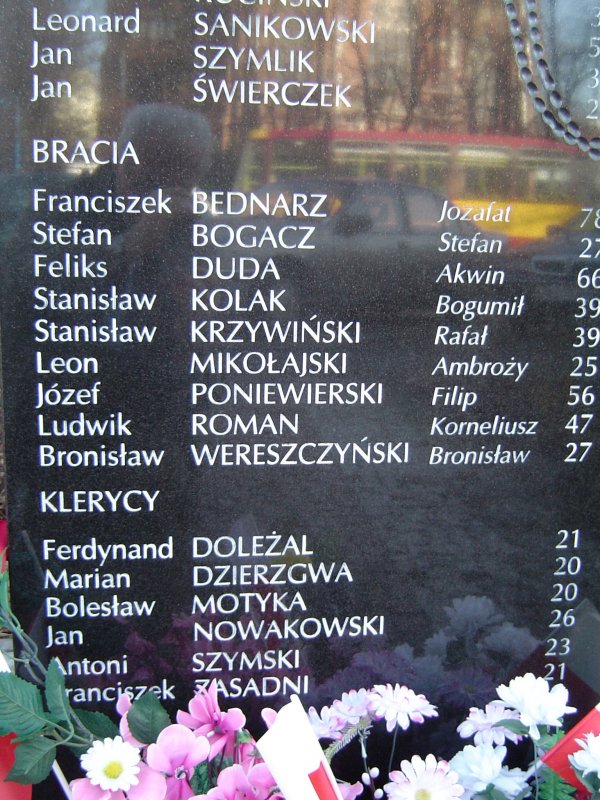 Leonard SANIKOWSKI
Jan SZYMLIK
Jan ŚWIERCZEK
BRACIA
Franciszek BEDNARZ Jozafat 78
Stefan BOGACZ Stefan 27
Feliks DUDA Akwin 66
Stanisław KOLAK Bogumił 39
Stanisław KRZYWIŃSKI Rafał 39
Leon MIKOŁAJSKI Ambroży 25
Józef PONIEWIERSKI Filip 56
Ludwik ROMAN Korneliusz 47
Bronisław WERESZCZYŃSKI Bronisław 27
KLERYCY
Ferdynand DOLEŻAL 21
Marian DZIERZGWA 20
Bolesław MOTYKA 20
Jan NOWAKOWSKI 26
Antoni SZYMSKI 23
Franciszek ZASADNI 21